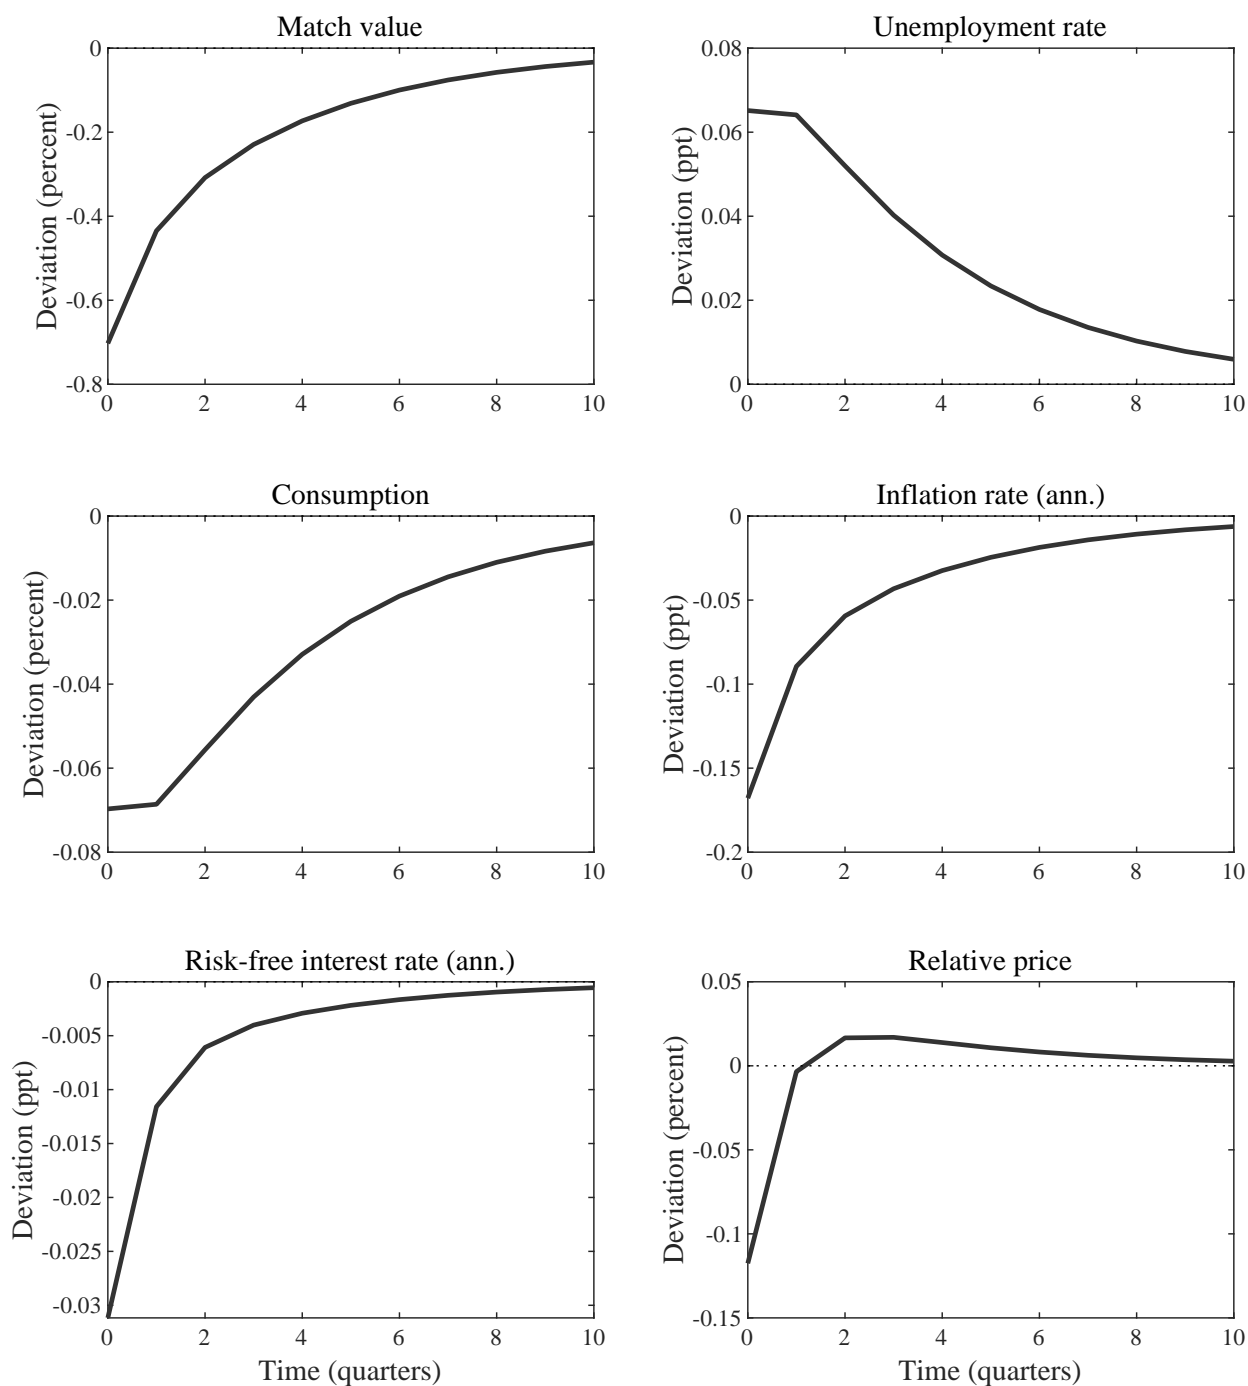 Match value
Deviation (percent)
0
-0.2
-0.4
-0.6
-0.8
0 2 4 6 8 10
Unemployment rate
Deviation (ppt)
0.08
0.06
0.04
0.02
0
0 2 4 6 8 10
Consumption
Deviation (percent)
0
-0.02
-0.04
-0.06
-0.08
0 2 4 6 8 10
Inflation rate (ann.)
Deviation (ppt)
0
-0.05
-0.1
-0.15
-0.2
0 2 4 6 8 10
Risk-free interest rate (ann.)
Deviation (ppt)
0
-0.005
-0.01
-0.015
-0.02
-0.025
-0.03
0 2 4 6 8 10
Time (quarters)
Relative price
Deviation (percent)
0.05
0
-0.05
-0.1
-0.15
0 2 4 6 8 10
Time (quarters)